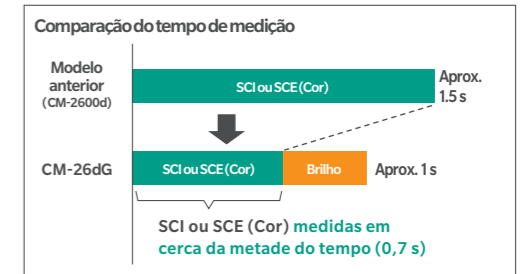 Comparação do tempo de medição
Modelo
anterior
(CM-2600d)
SCI ou SCE (Cor)
Aprox.
1.5 s
CM-26dG
SCI ou SCE (Cor)
Brilho
Aprox. 1 s
SCI ou SCE (Cor) medidas em
cerca da metade do tempo (0,7 s)